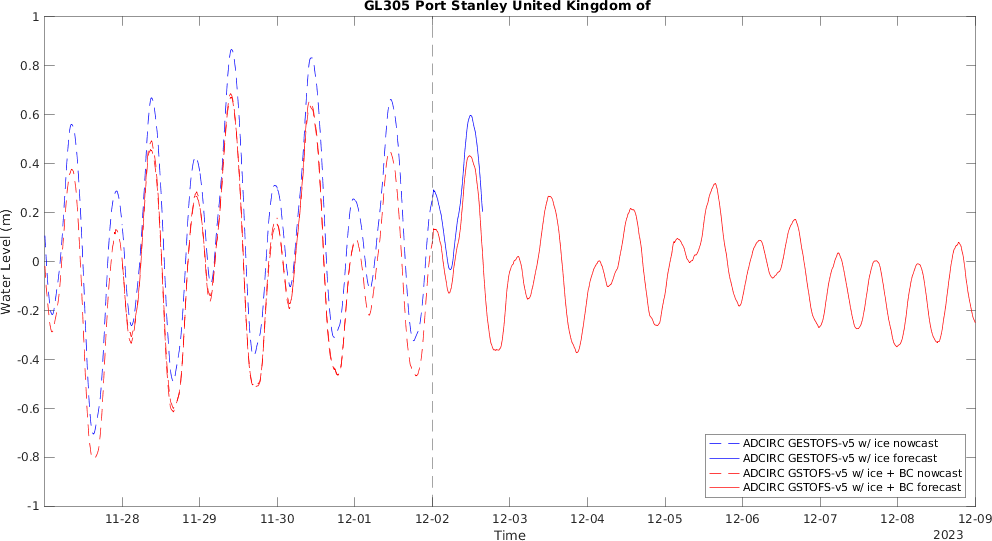 GL305 Port Stanley United Kingdom of
Water Level (m)
1
0.8
0.6
0.4
0.2
0
-0.2
-0.4
-0.6
-0.8
-1
ADCIRC GESTOFS-v5 w/ ice nowcast
ADCIRC GESTOFS-v5 w/ ice forecast
ADCIRC GSTOFS-v5 w/ ice + BC nowcast
ADCIRC GSTOFS-v5 w/ ice + BC forecast
11-28 11-29 11-30 12-01 12-02 12-03 12-04 12-05 12-06 12-07 12-08 12-09
Time
2023